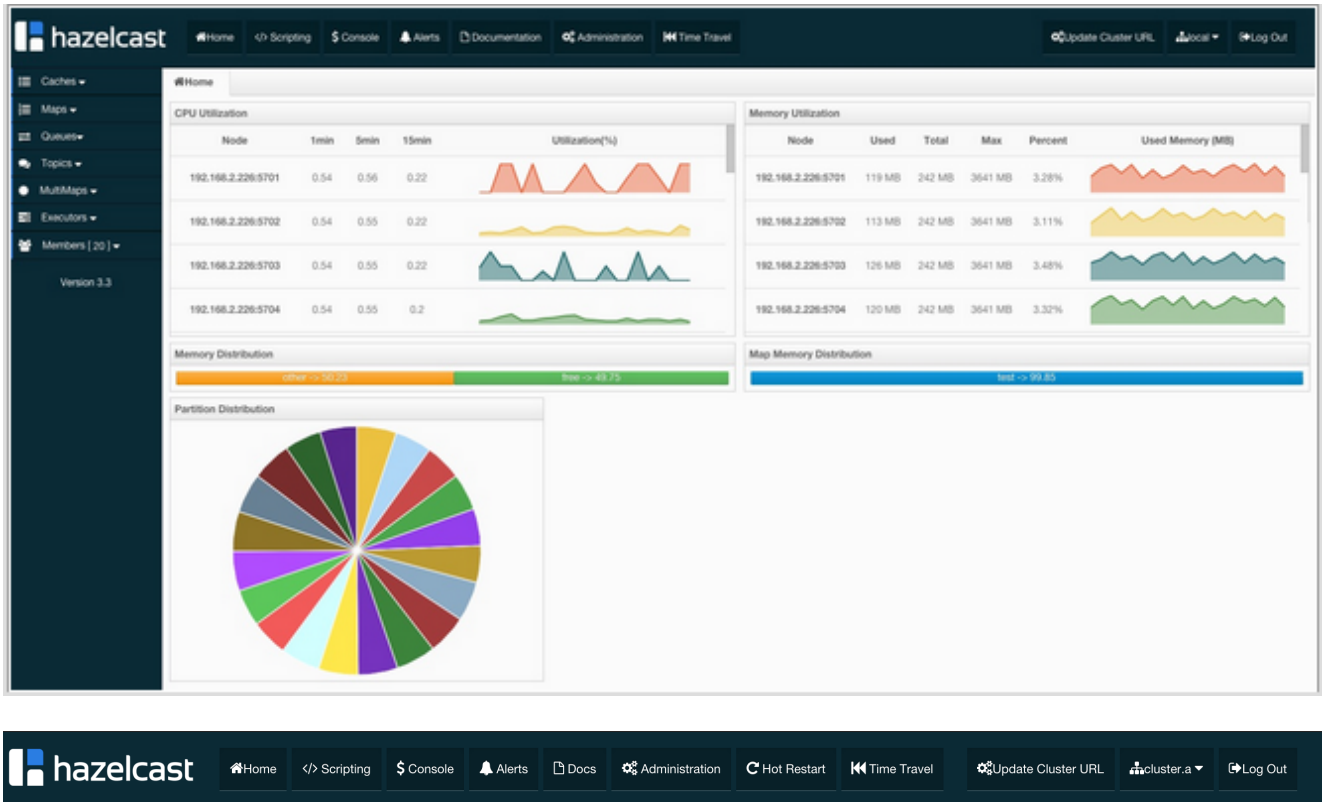 hazelcast Home </> Scripting $ Console Alerts Documentation Administration Time Travel Update Cluster URL local Log Out
Caches
Maps
Queues
Topics
MultiMaps
Executors
Members [ 20 ]
Version 3.3
Home
CPU Utilization
Node 1min 5min 15min Utilization(%)
192.168.2.226:5701 0.54 0.56 0.22
192.168.2.226:5702 0.54 0.55 0.22
192.168.2.226:5703 0.54 0.55 0.22
192.168.2.226:5704 0.54 0.55 0.2
Memory Utilization
Node Used Total Max Percent Used Memory (MB)
192.168.2.226:5701 119 MB 242 MB 3641 MB 3.28%
192.168.2.226:5702 113 MB 242 MB 3641 MB 3.11%
192.168.2.226:5703 126 MB 242 MB 3641 MB 3.48%
192.168.2.226:5704 120 MB 242 MB 3641 MB 3.32%
Memory Distribution
other -> 50.23 free -> 49.75
Map Memory Distribution
test -> 99.85
Partition Distribution
hazelcast Home </> Scripting $ Console Alerts Docs Administration Hot Restart Time Travel Update Cluster URL cluster.a Log Out